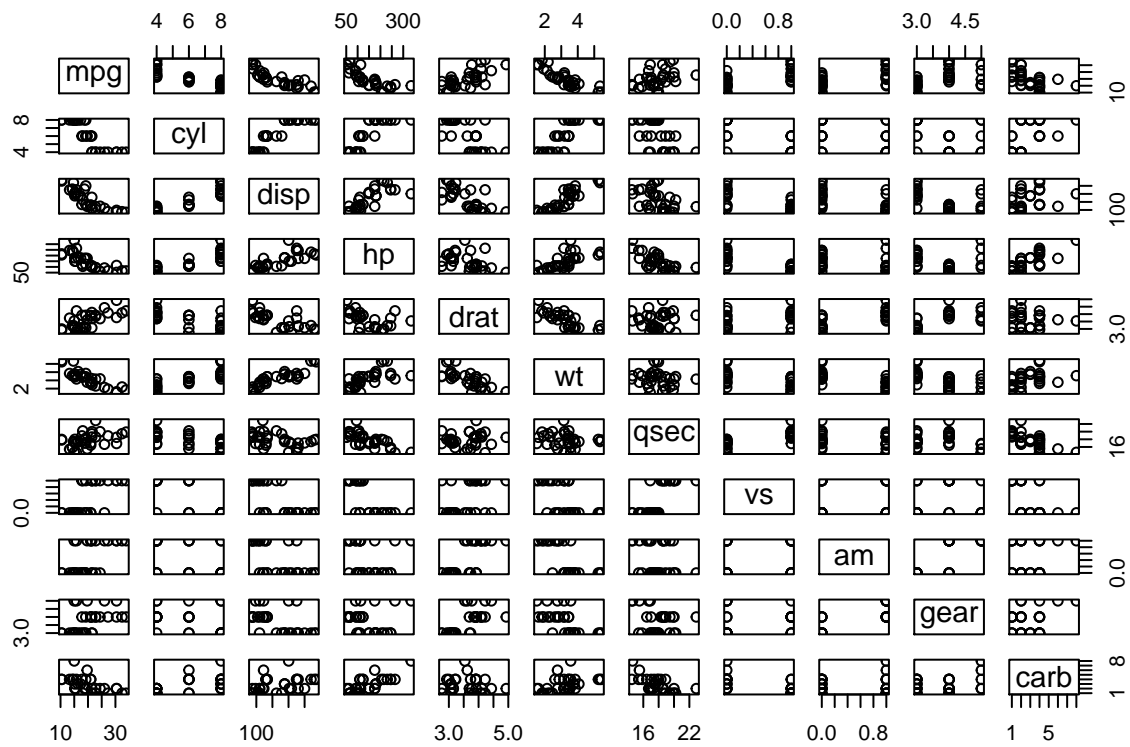 4 6 8 50 300 2 4 0.0 1.0 3.0 4.5
mpg 10
8 4 cyl
disp 100
50 hp
drat 3.0
2 wt
qsec 16
0.0 vs
am 0.0
3.0 gear
carb 8 1
10 30 100 3.0 5.0 16 22 0.0 0.8 1 5